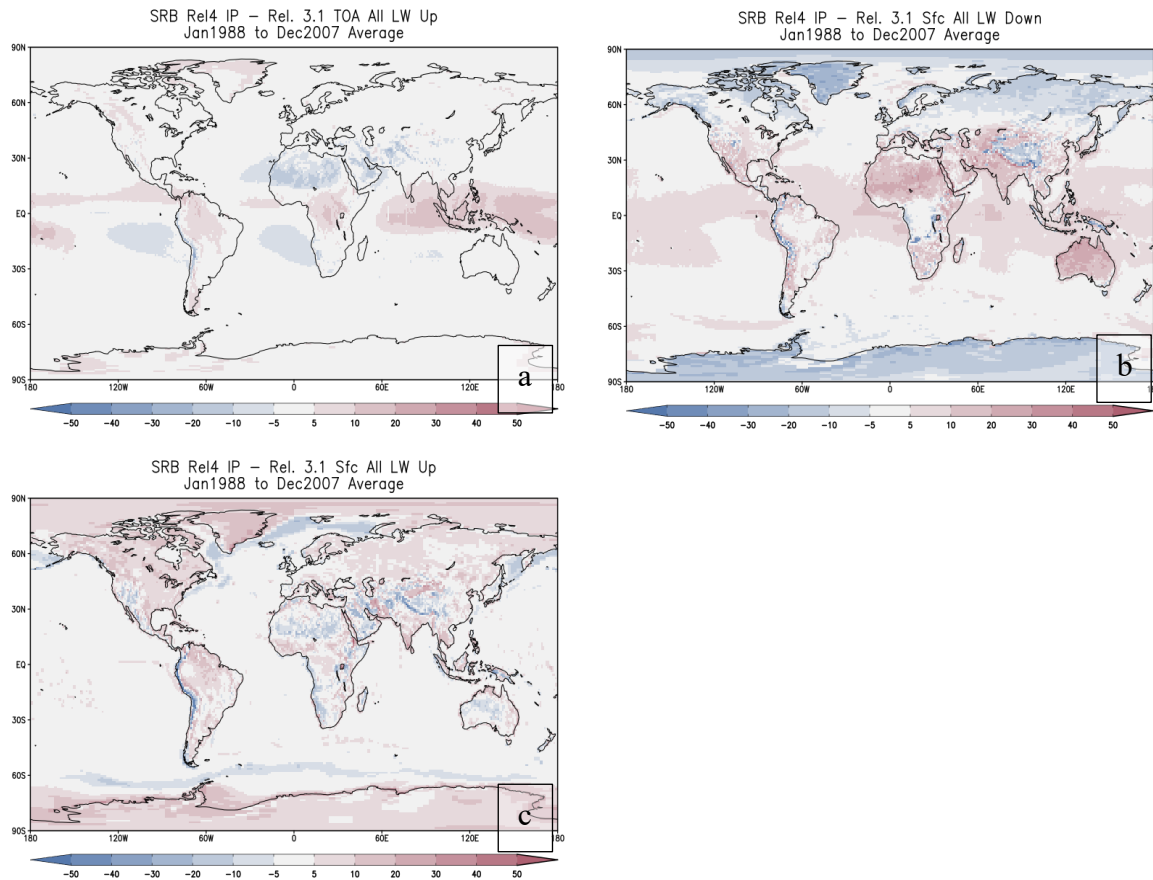 SRB Rel4 IP – Rel. 3.1 TOA All LW Up
Jan1988 to Dec2007 Average
90N
60N
30N
EQ
30S
60S
90S
180
120W
60W
0
60E
120E
180
a
-50
-40
-30
-20
-10
-5
5
10
20
30
40
50
SRB Rel4 IP – Rel. 3.1 Sfc All LW Down
Jan1988 to Dec2007 Average
90N
60N
30N
EQ
30S
60S
90S
180
120W
60W
0
60E
120E
b
-50
-40
-30
-20
-10
-5
5
10
20
30
40
50
SRB Rel4 IP – Rel. 3.1 Sfc All LW Up
Jan1988 to Dec2007 Average
90N
60N
30N
EQ
30S
60S
90S
180
120W
60W
0
60E
120E
180
c
-50
-40
-30
-20
-10
-5
5
10
20
30
40
50